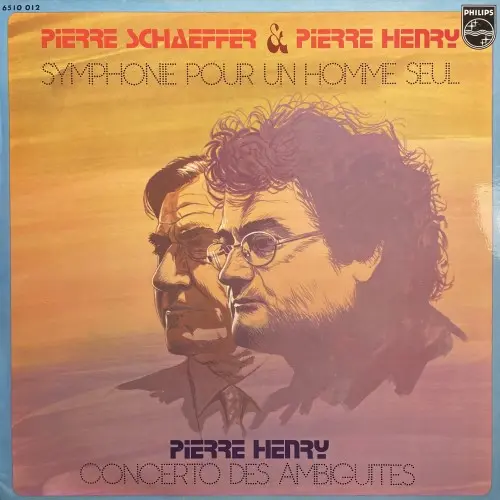 6510 012
PHILIPS
PIERRE SCHAEFFER & PIERRE HENRY
SYMPHONIE POUR UN HOMME SEUL
PIERRE HENRY
CONCERTO DES AMBIGUITES